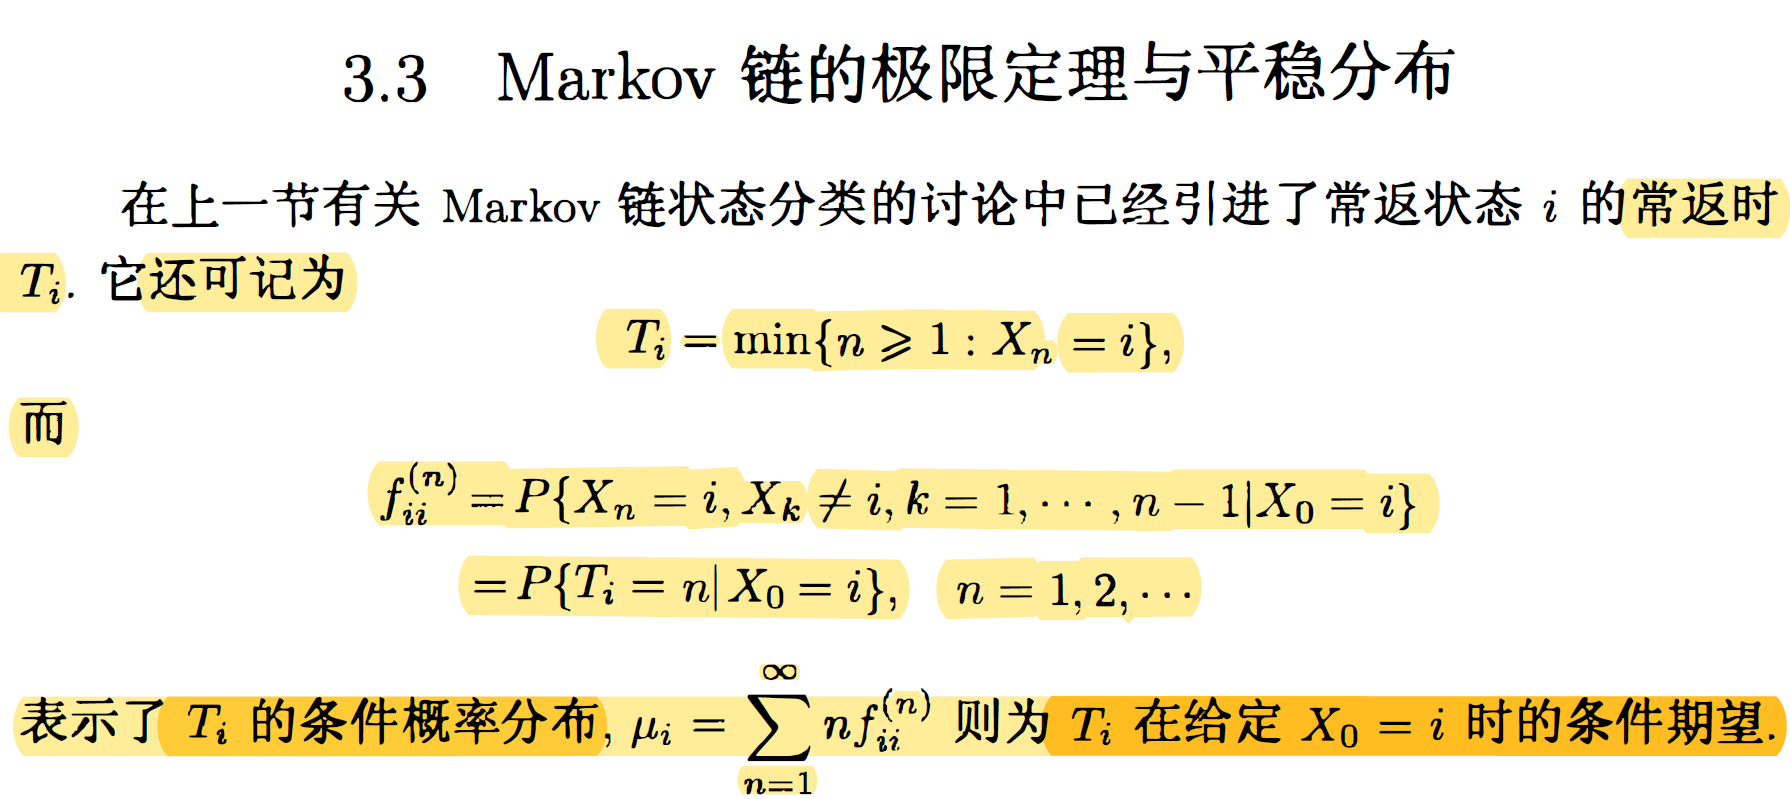 3.3 Markov 链的极限定理与平稳分布
在上一节有关 Markov 链状态分类的讨论中已经引进了常返状态 i 的常返时
T_i. 它还可记为
T_i = min{n ⩾ 1 : X_n = i},
而
f_{ii}^{(n)} = P{X_n = i, X_k ≠ i, k = 1, ⋯ , n − 1|X_0 = i}
= P{T_i = n| X_0 = i}, n = 1, 2, ⋯
表示了 T_i 的条件概率分布, μ_i = ∑_{n=1}^{∞} n f_{ii}^{(n)} 则为 T_i 在给定 X_0 = i 时的条件期望.